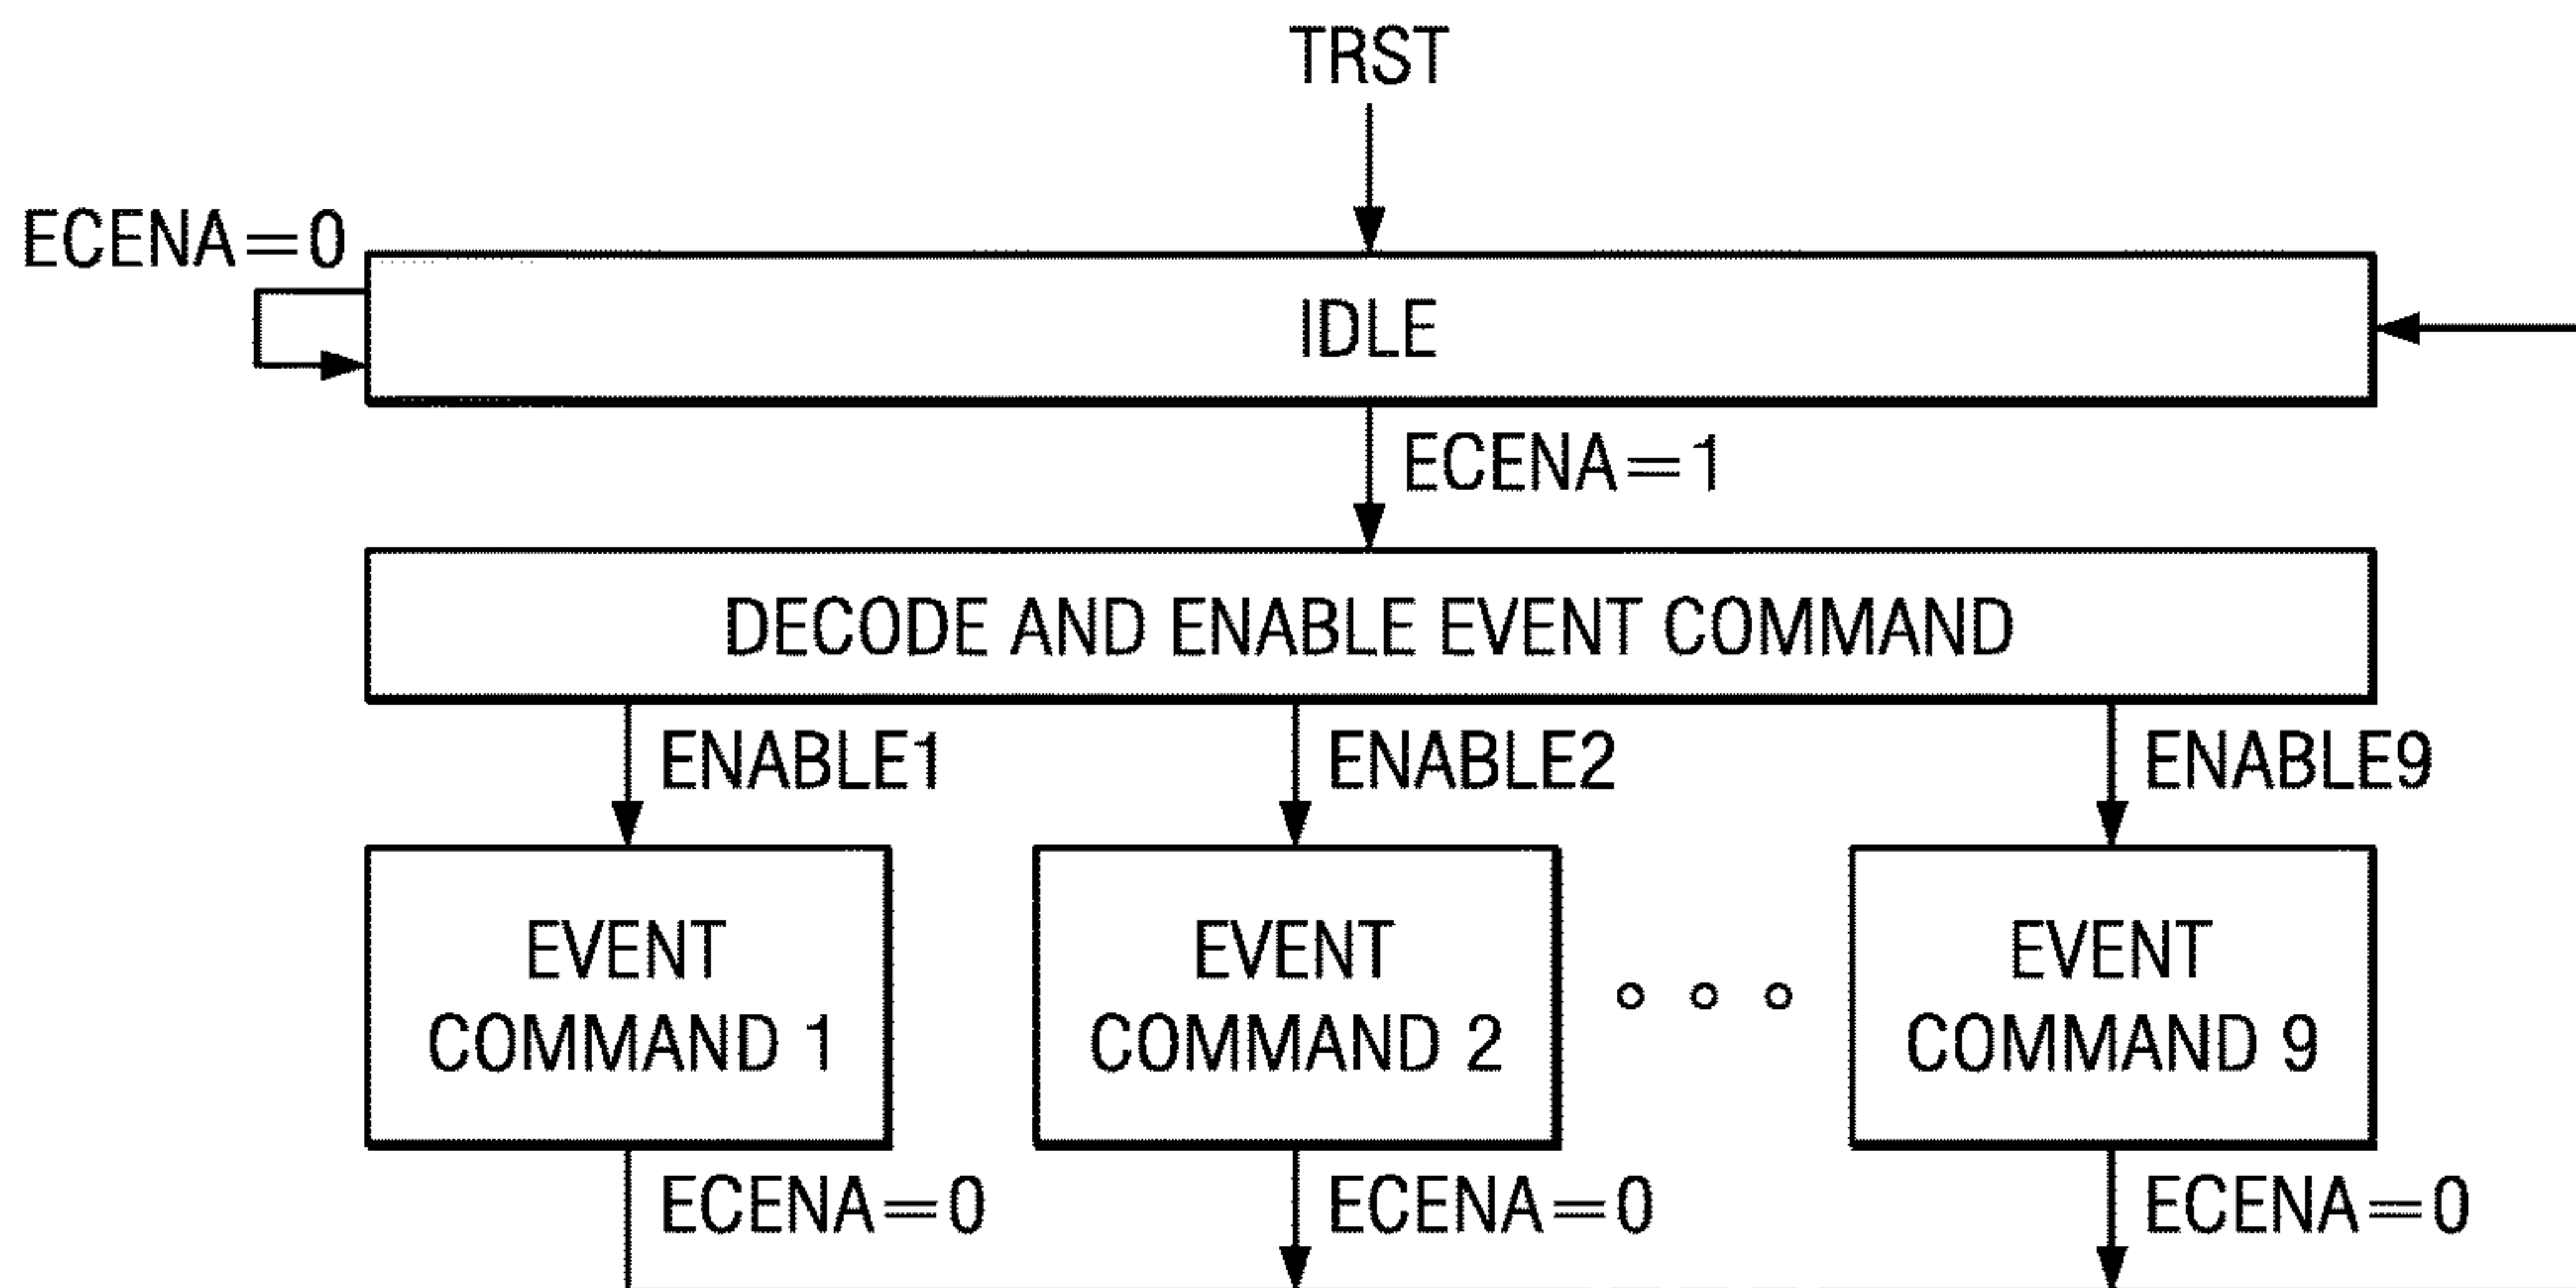 TRST
ECENA=0
IDLE
ECENA=1
DECODE AND ENABLE EVENT COMMAND
ENABLE1
ENABLE2
ENABLE9
EVENT
COMMAND 1
EVENT
COMMAND 2
EVENT
COMMAND 9
ECENA=0
ECENA=0
ECENA=0